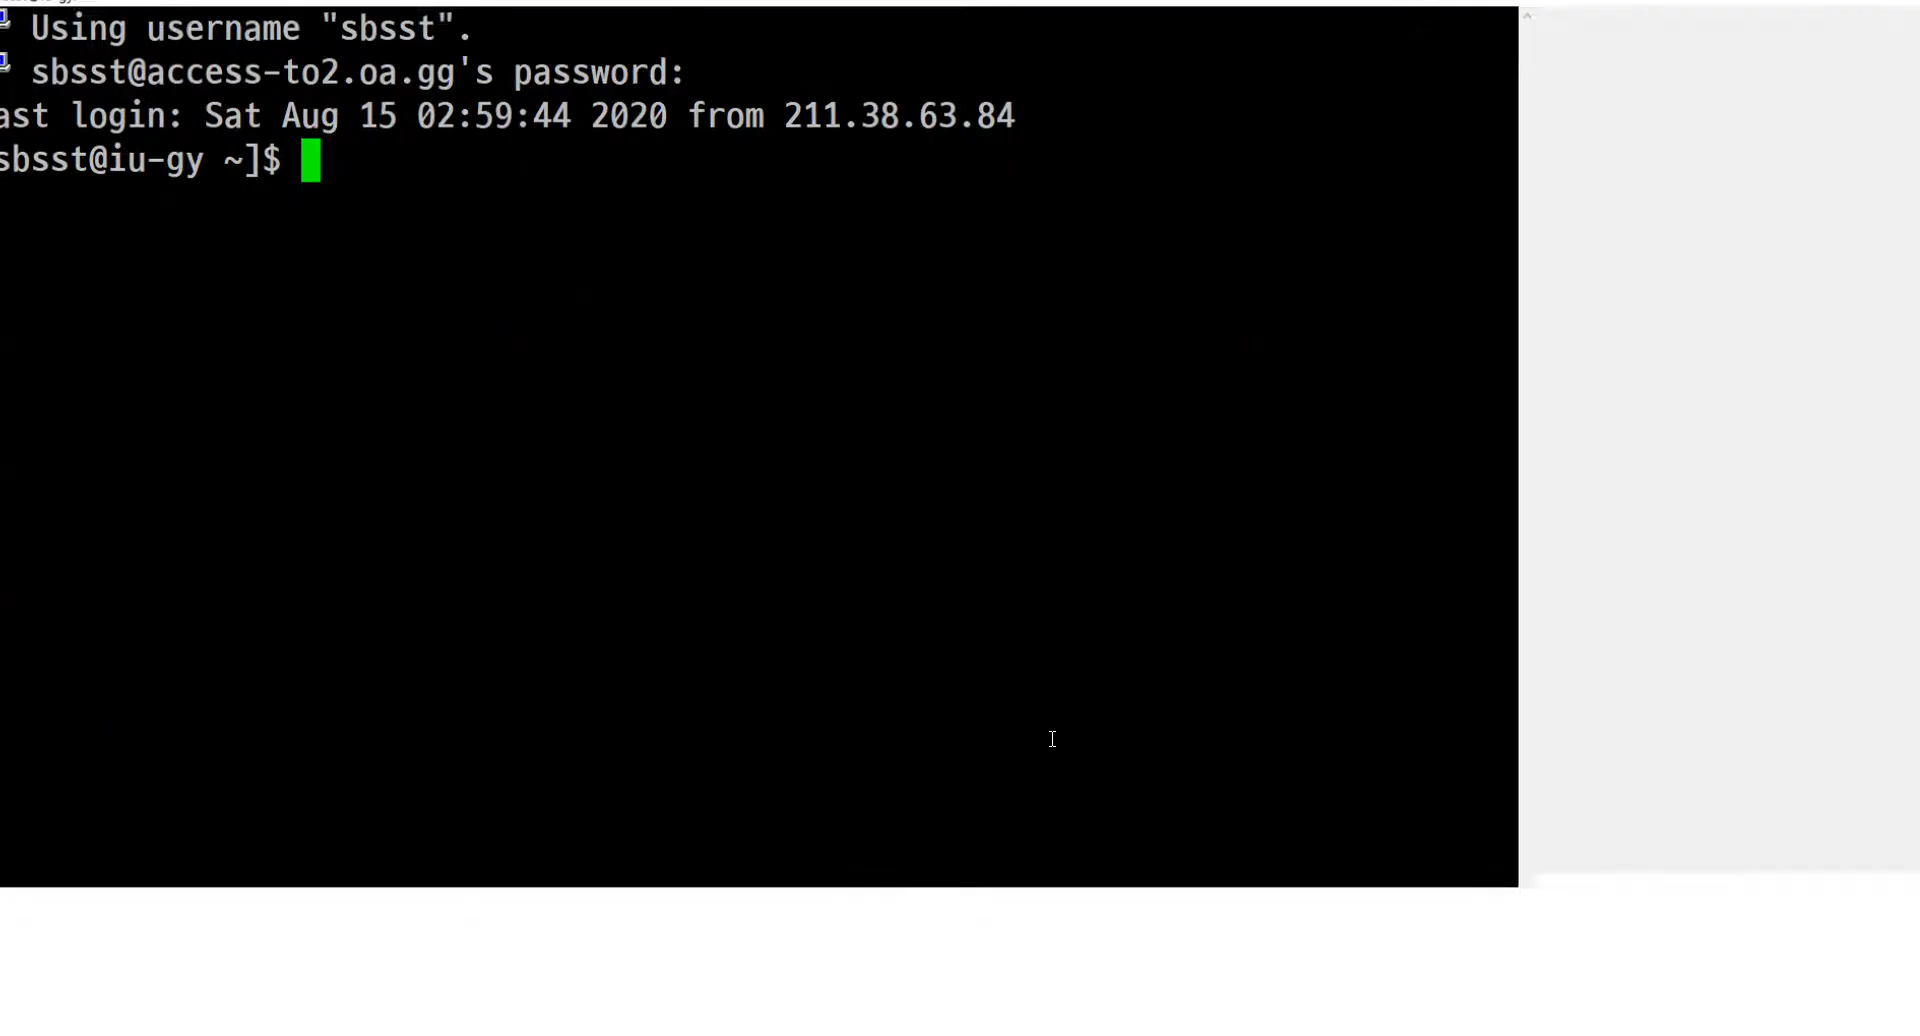 Using username "sbsst".
sbsst@access-to2.oa.gg's password:
ast login: Sat Aug 15 02:59:44 2020 from 211.38.63.84
sbsst@iu-gy ~]$